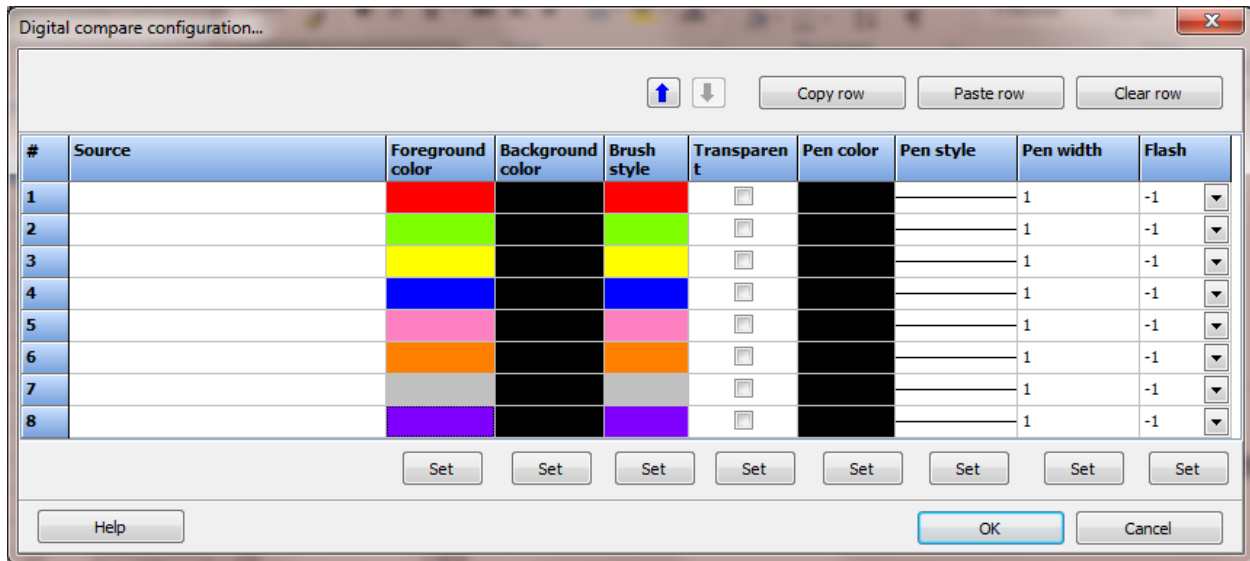 Digital compare configuration...
Copy row Paste row Clear row
# Source Foreground color Background color Brush style Transparen t Pen color Pen style Pen width Flash
1 1 -1
2 1 -1
3 1 -1
4 1 -1
5 1 -1
6 1 -1
7 1 -1
8 1 -1
Set Set Set Set Set Set Set Set
Help OK Cancel